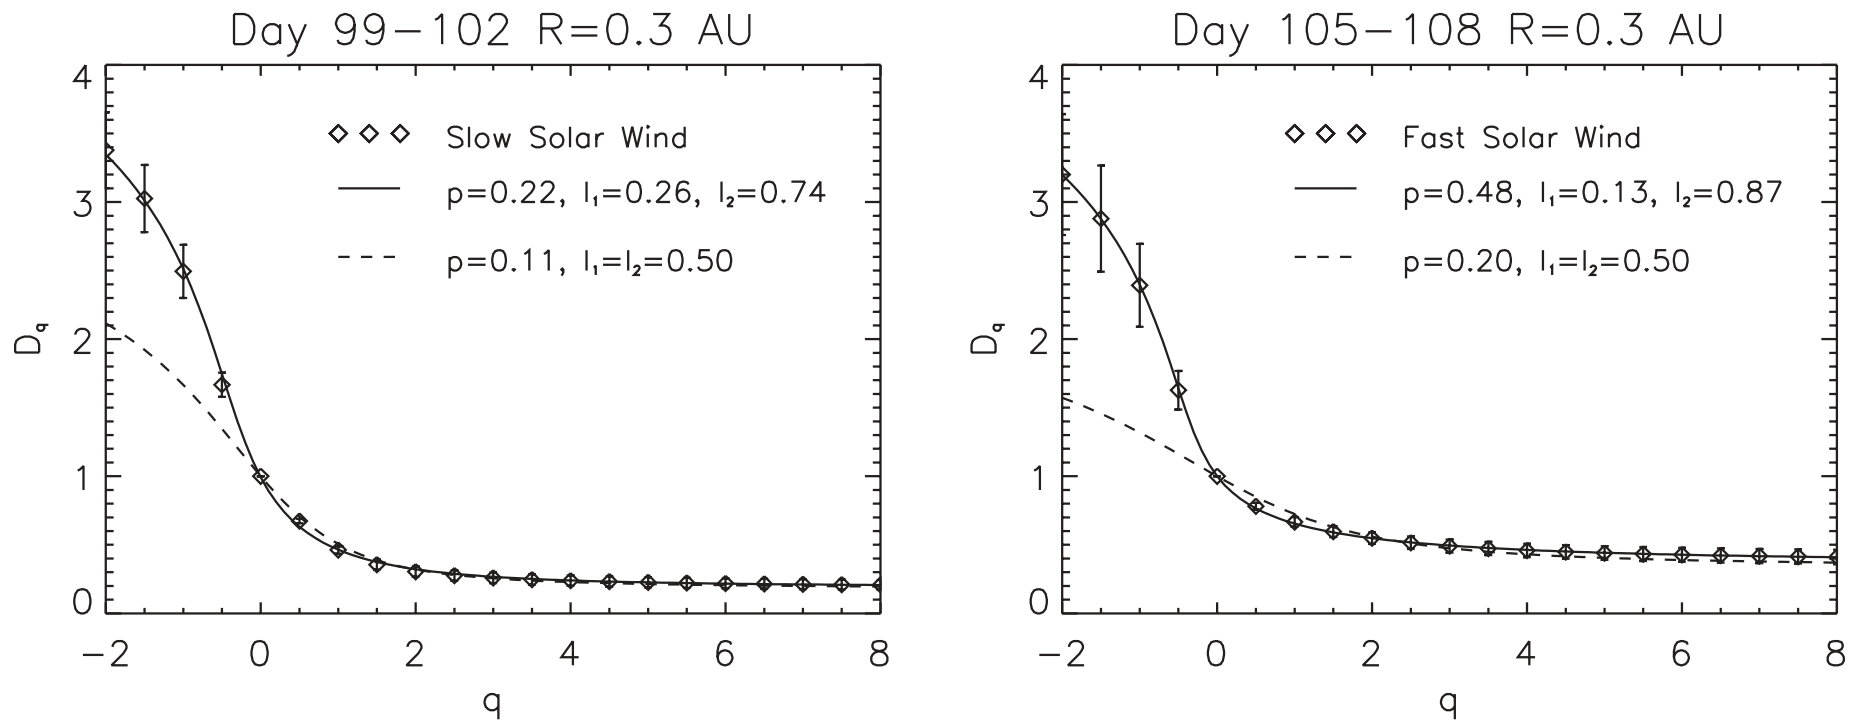 Day 99−102 R=0.3 AU
4
3
2
1
0
D_q
Slow Solar Wind
p=0.22, l₁=0.26, l₂=0.74
p=0.11, l₁=l₂=0.50
−2 0 2 4 6 8
q
Day 105−108 R=0.3 AU
4
3
2
1
0
D_q
Fast Solar Wind
p=0.48, l₁=0.13, l₂=0.87
p=0.20, l₁=l₂=0.50
−2 0 2 4 6 8
q